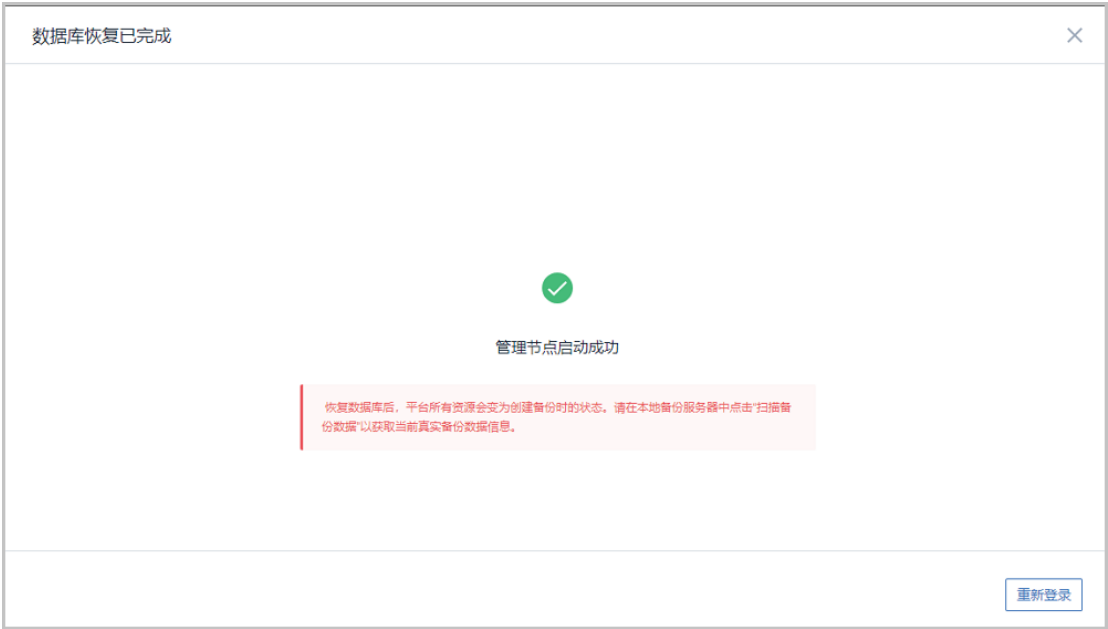 数据库恢复已完成
管理节点启动成功
恢复数据库后，平台所有资源会变为创建备份时的状态。请在本地备份服务器中点击“扫描备
份数据”以获取当前真实备份数据信息。
重新登录